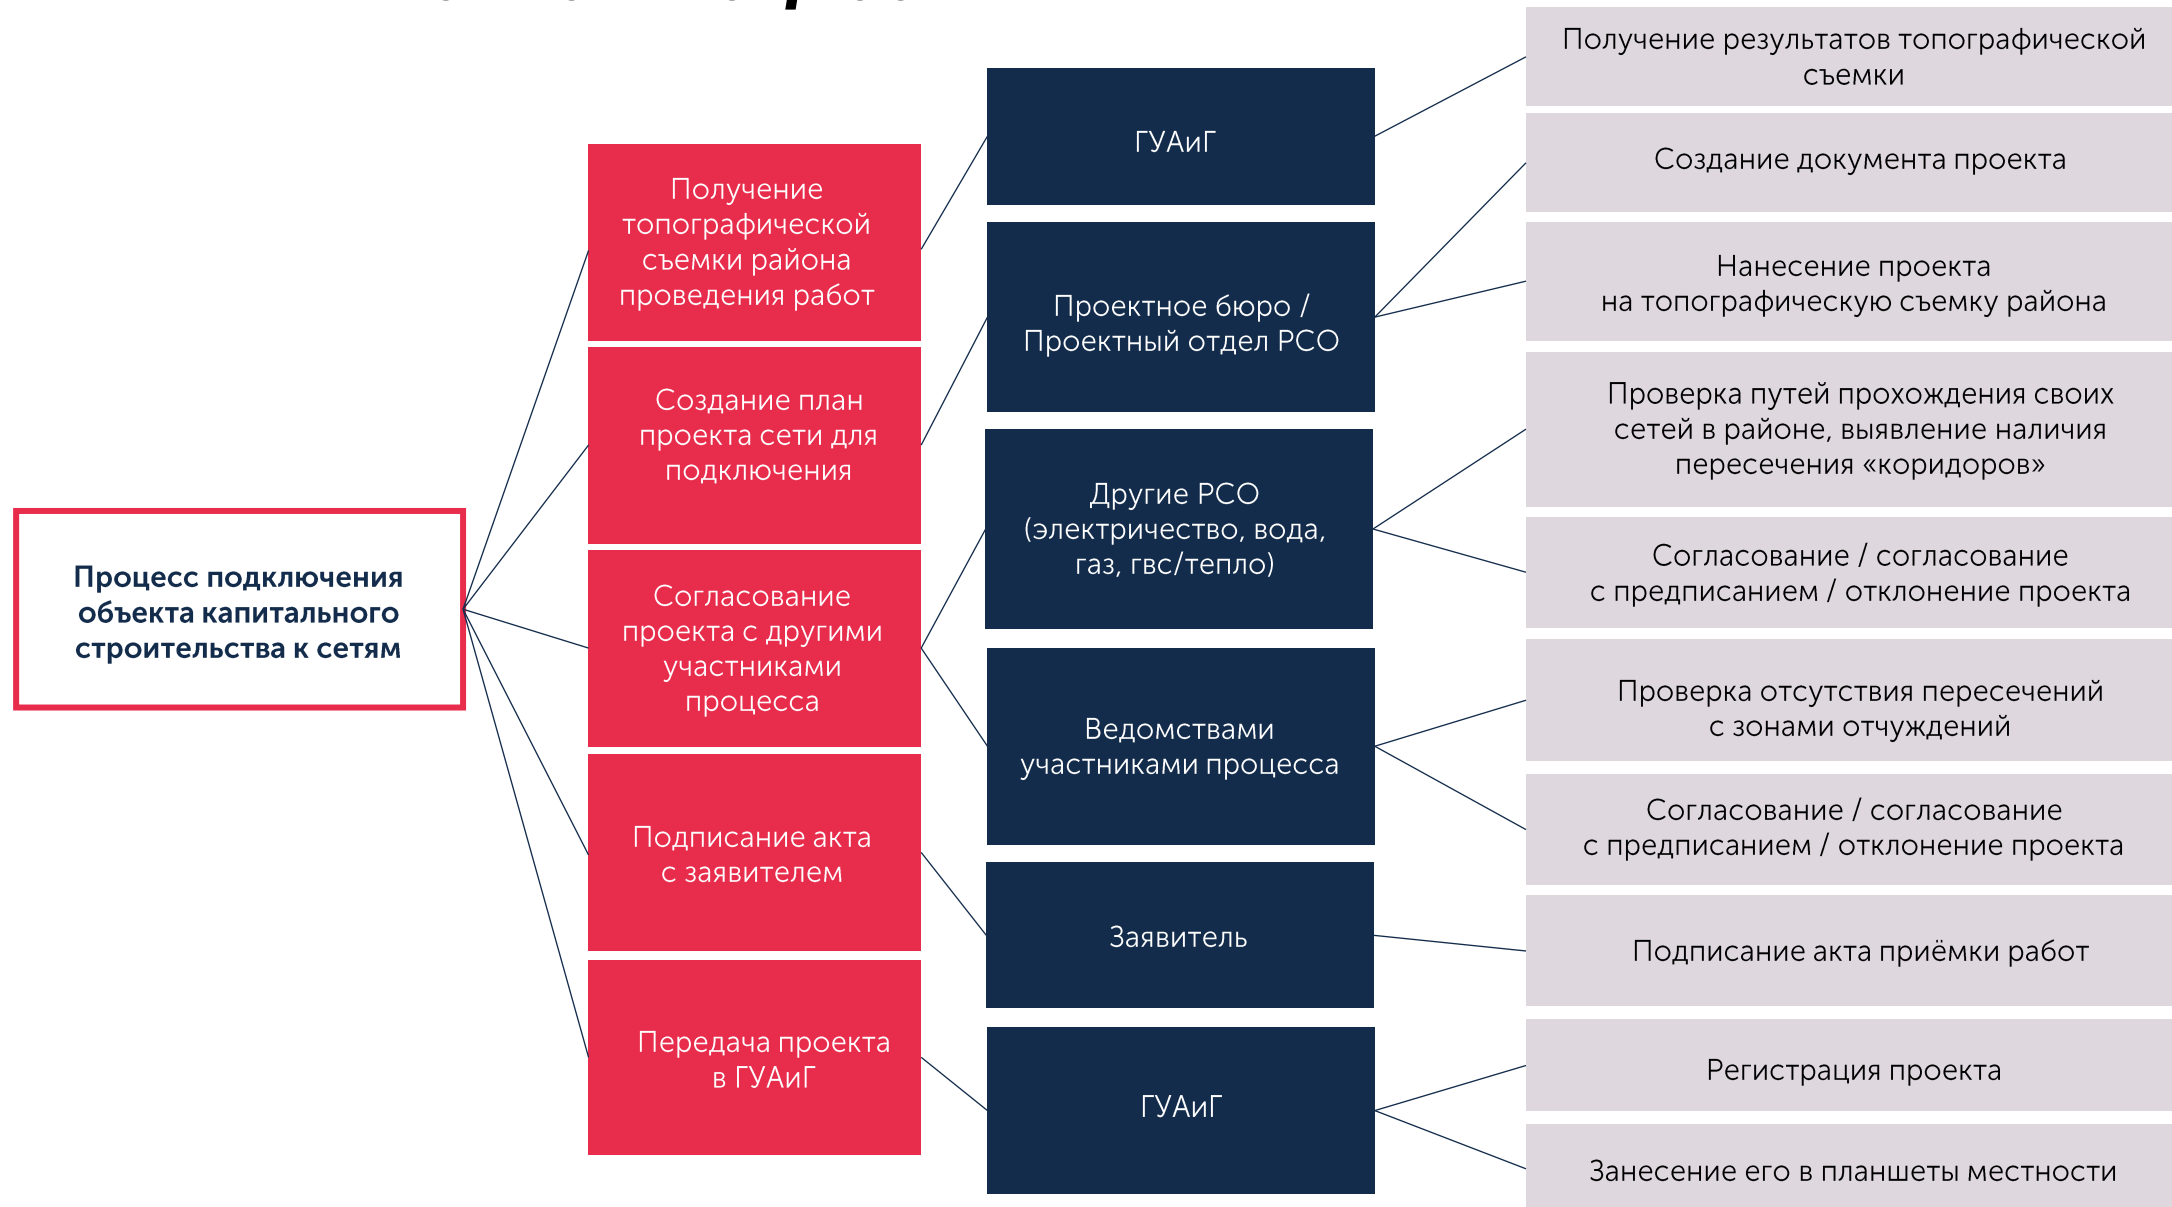 Процесс подключения
объекта капитального
строительства к сетям
Получение
топографической
съемки района
проведения работ
Создание план
проекта сети для
подключения
Согласование
проекта с другими
участниками
процесса
Подписание акта
с заявителем
Передача проекта
в ГУАиГ
ГУАиГ
Проектное бюро /
Проектный отдел РСО
Другие РСО
(электричество, вода,
газ, гвс/тепло)
Ведомствами
участниками процесса
Заявитель
ГУАиГ
Получение результатов топографической
съемки
Создание документа проекта
Нанесение проекта
на топографическую съемку района
Проверка путей прохождения своих
сетей в районе, выявление наличия
пересечения «коридоров»
Согласование / согласование
с предписанием / отклонение проекта
Проверка отсутствия пересечений
с зонами отчуждений
Согласование / согласование
с предписанием / отклонение проекта
Подписание акта приёмки работ
Регистрация проекта
Занесение его в планшеты местности